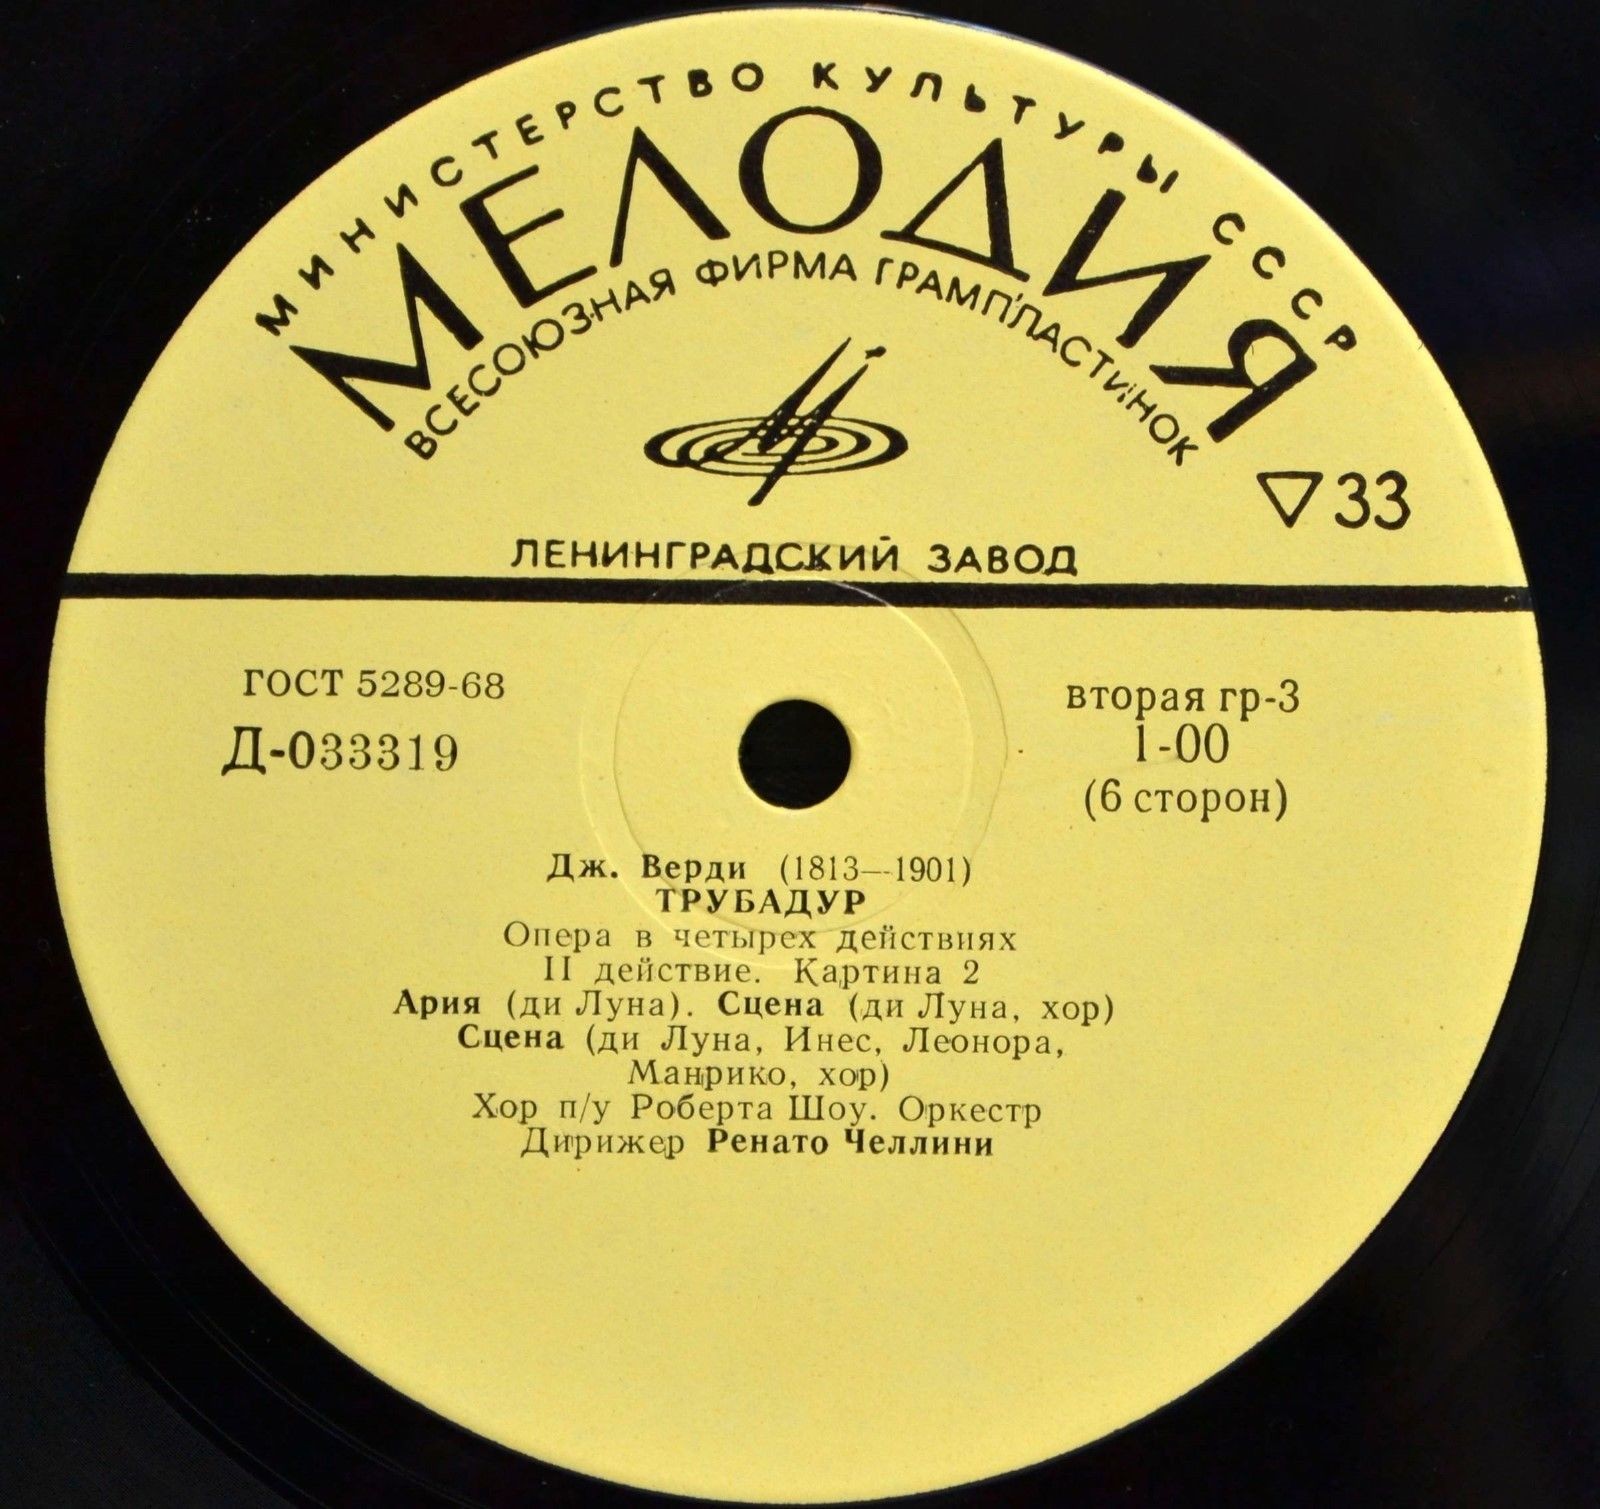 МИНИСТЕРСТВО КУЛЬТУРЫ СССР
МЕЛОДИЯ
ВСЕСОЮЗНАЯ ФИРМА ГРАМПЛАСТИНОК
33
ЛЕНИНГРАДСКИЙ ЗАВОД
ГОСТ 5289-68
Д-033319
вторая гр-3
1-00
(6 сторон)
Дж. Верди (1813—1901)
ТРУБАДУР
Опера в четырех действиях
II действие. Картина 2
Ария (ди Луна). Сцена (ди Луна, хор)
Сцена (ди Луна, Инес, Леонора,
Манрико, хор)
Хор п/у Роберта Шоу. Оркестр
Дирижер Ренато Челлини